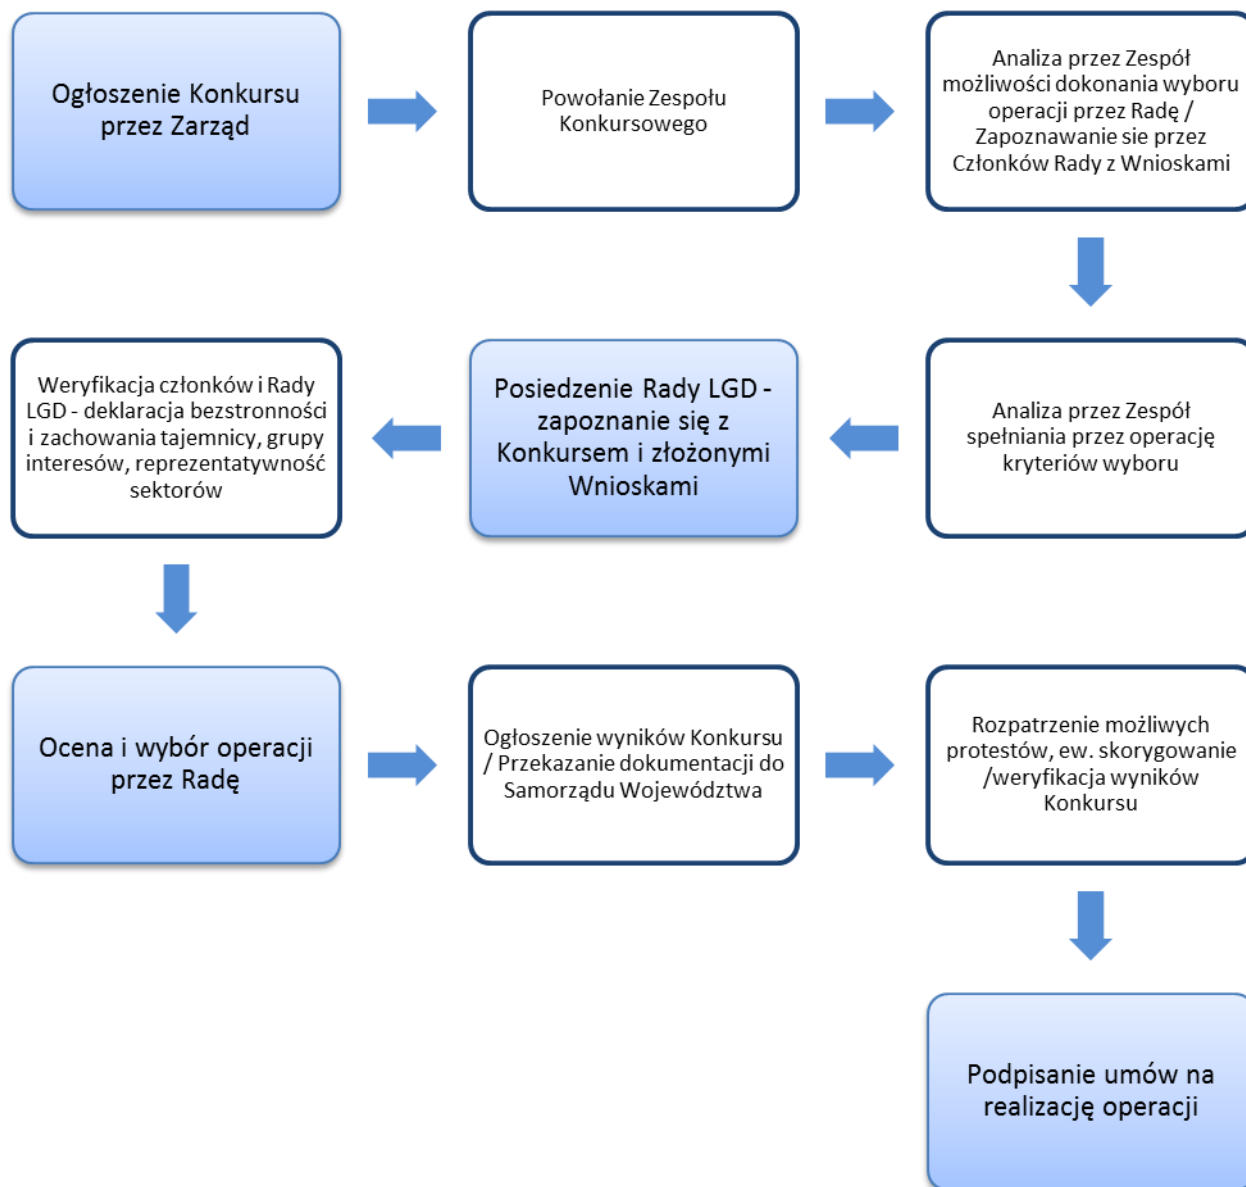 Ogłoszenie Konkursu
przez Zarząd
Powołanie Zespołu
Konkursowego
Analiza przez Zespół
możliwości dokonania wyboru
operacji przez Radę /
Zapoznawanie sie przez
Członków Rady z Wnioskami
Analiza przez Zespół
spełniania przez operację
kryteriów wyboru
Posiedzenie Rady LGD -
zapoznanie się z
Konkursem i złożonymi
Wnioskami
Weryfikacja członków i Rady
LGD - deklaracja bezstronności
i zachowania tajemnicy, grupy
interesów, reprezentatywność
sektorów
Ocena i wybór operacji
przez Radę
Ogłoszenie wyników Konkursu
/ Przekazanie dokumentacji do
Samorządu Województwa
Rozpatrzenie możliwych
protestów, ew. skorygowanie
/weryfikacja wyników
Konkursu
Podpisanie umów na
realizację operacji